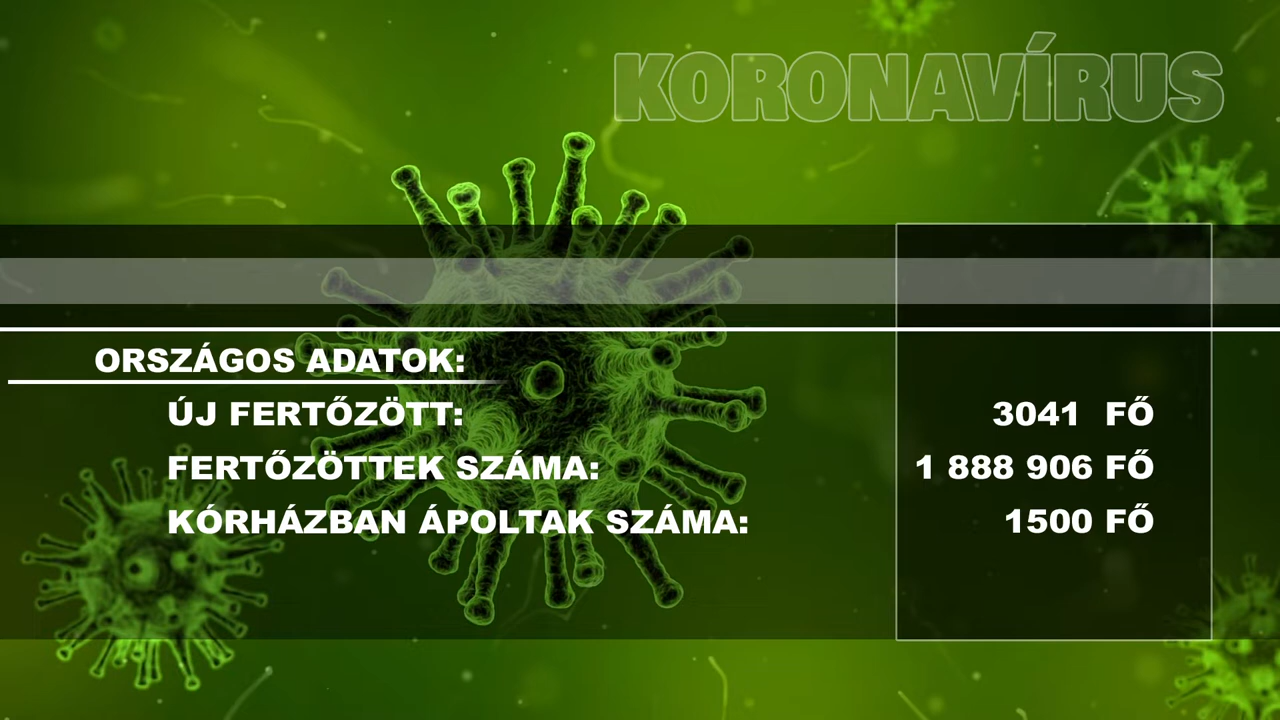 KORONAVÍRUS
ORSZÁGOS ADATOK:
ÚJ FERTŐZÖTT: 3041 FŐ
FERTŐZÖTTEK SZÁMA: 1 888 906 FŐ
KÓRHÁZBAN ÁPOLTAK SZÁMA: 1500 FŐ